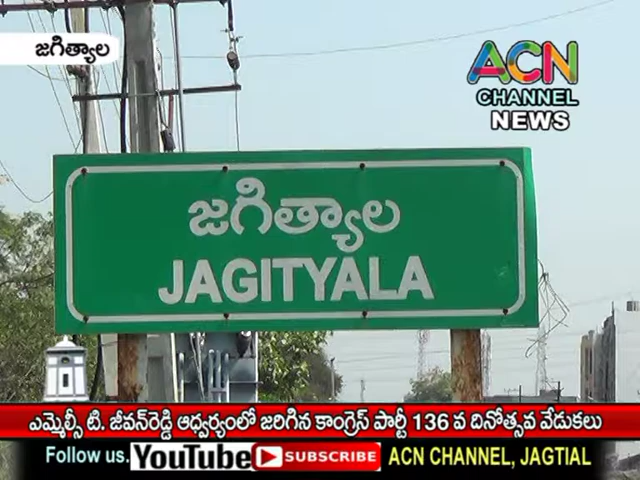 జగిత్యాల
ACN
CHANNEL
NEWS
జగిత్యాల
JAGITYALA
ఎమ్మెల్సీ టి. జీవన్‌రెడ్డి ఆధ్వర్యంలో జరిగిన కాంగ్రెస్ పార్టీ 136 వ దినోత్సవ వేడుకలు
Follow us. YouTube SUBSCRIBE ACN CHANNEL, JAGTIAL